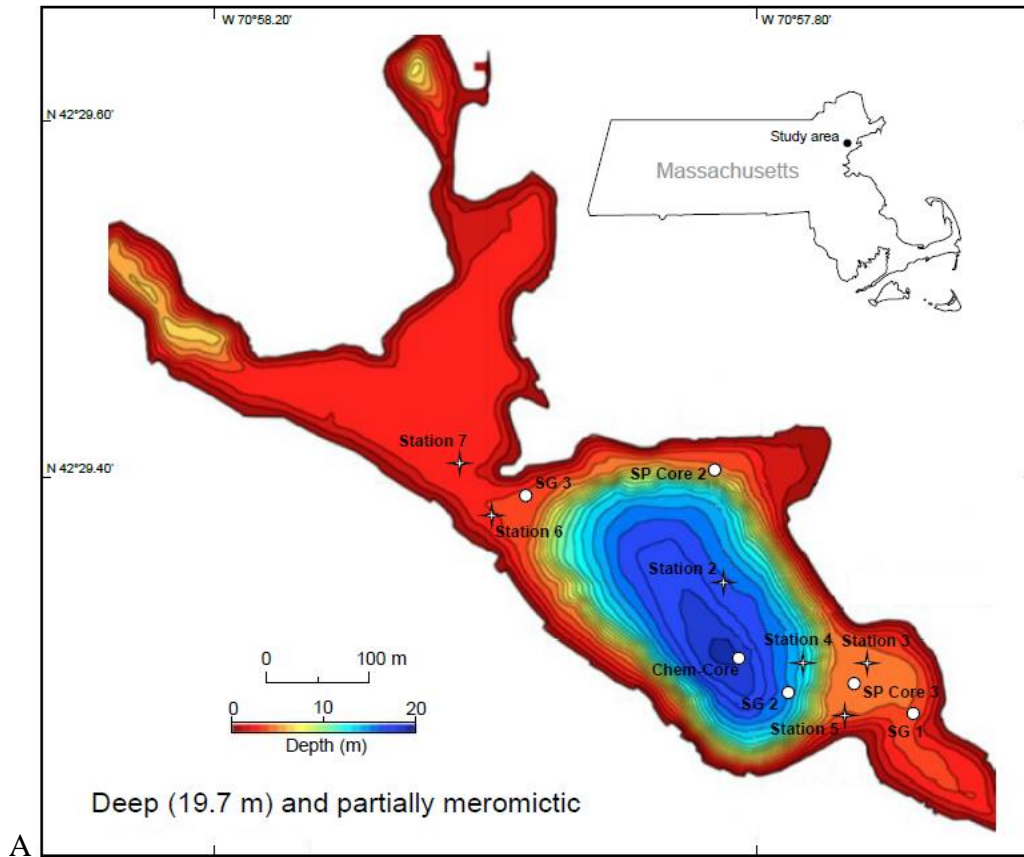 W 70°58.20'
W 70°57.80'
N 42°29.60'
Study area
Massachusetts
Station 7
N 42°29.40'
SP Core 2
SG 3
Station 6
Station 2
Station 4
Station 3
Chem-Core
SP Core 3
SG 2
Station 5
SG 1
0 100 m
0 10 20
Depth (m)
Deep (19.7 m) and partially meromictic
A